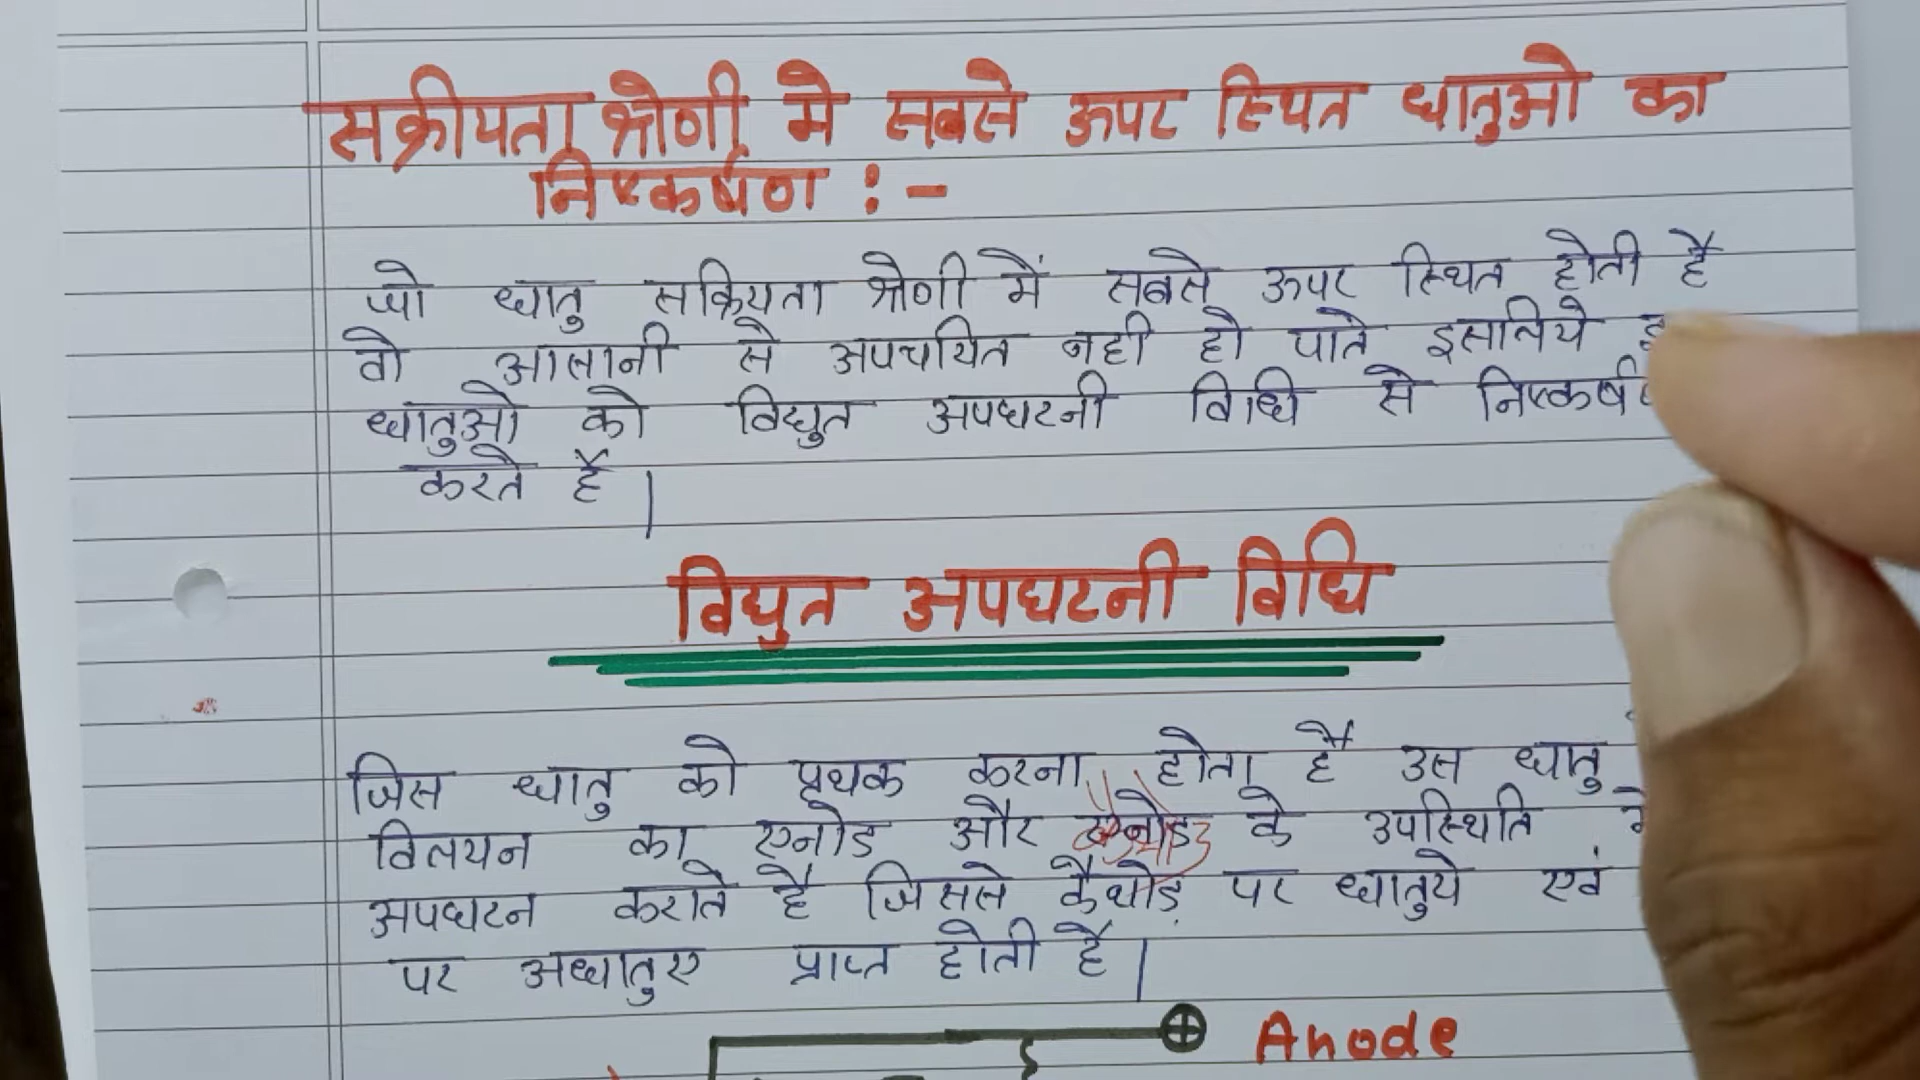 सक्रीयता श्रेणी मे सबसे ऊपर स्थित धातुओ का
निष्कर्षण :-
जो धातु सक्रियता श्रेणी में सबसे ऊपर स्थित होती है
वो आसानी से अपचयित नही हो पाते इसलिये
धातुओ को विद्युत अपघटनी विधि से
करते है |
विद्युत अपघटनी विधि
जिस धातु को पृथक करना होता है उस धातु
विलयन का एनोड और के उपस्थिति
अपघटन कराते है जिससे कैथोड़ पर धातुये एवं
पर अधातुए प्राप्त होती है |
Anode